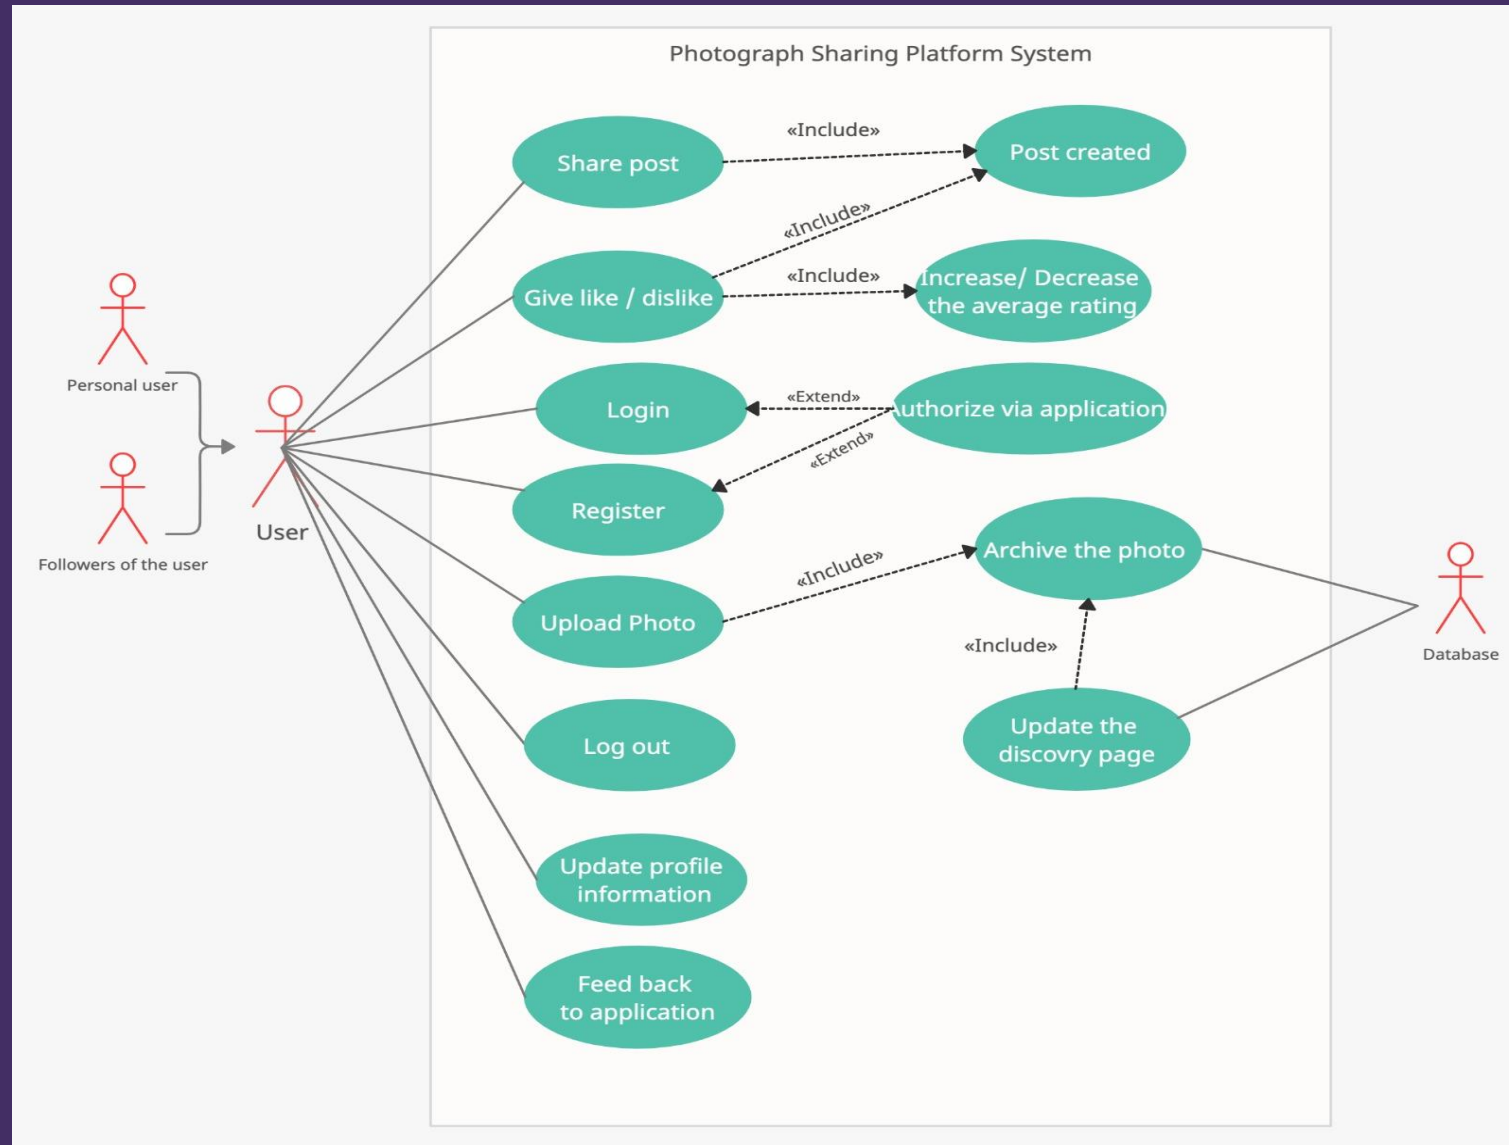 Photograph Sharing Platform System
«Include»
Share post
Post created
«Include»
Give like / dislike
«Include»
Increase/ Decrease
the average rating
Personal user
Login
«Extend»
Authorize via application
«Extend»
User
Register
Followers of the user
Upload Photo
«Include»
Archive the photo
Database
«Include»
Log out
Update the
discovry page
Update profile
information
Feed back
to application